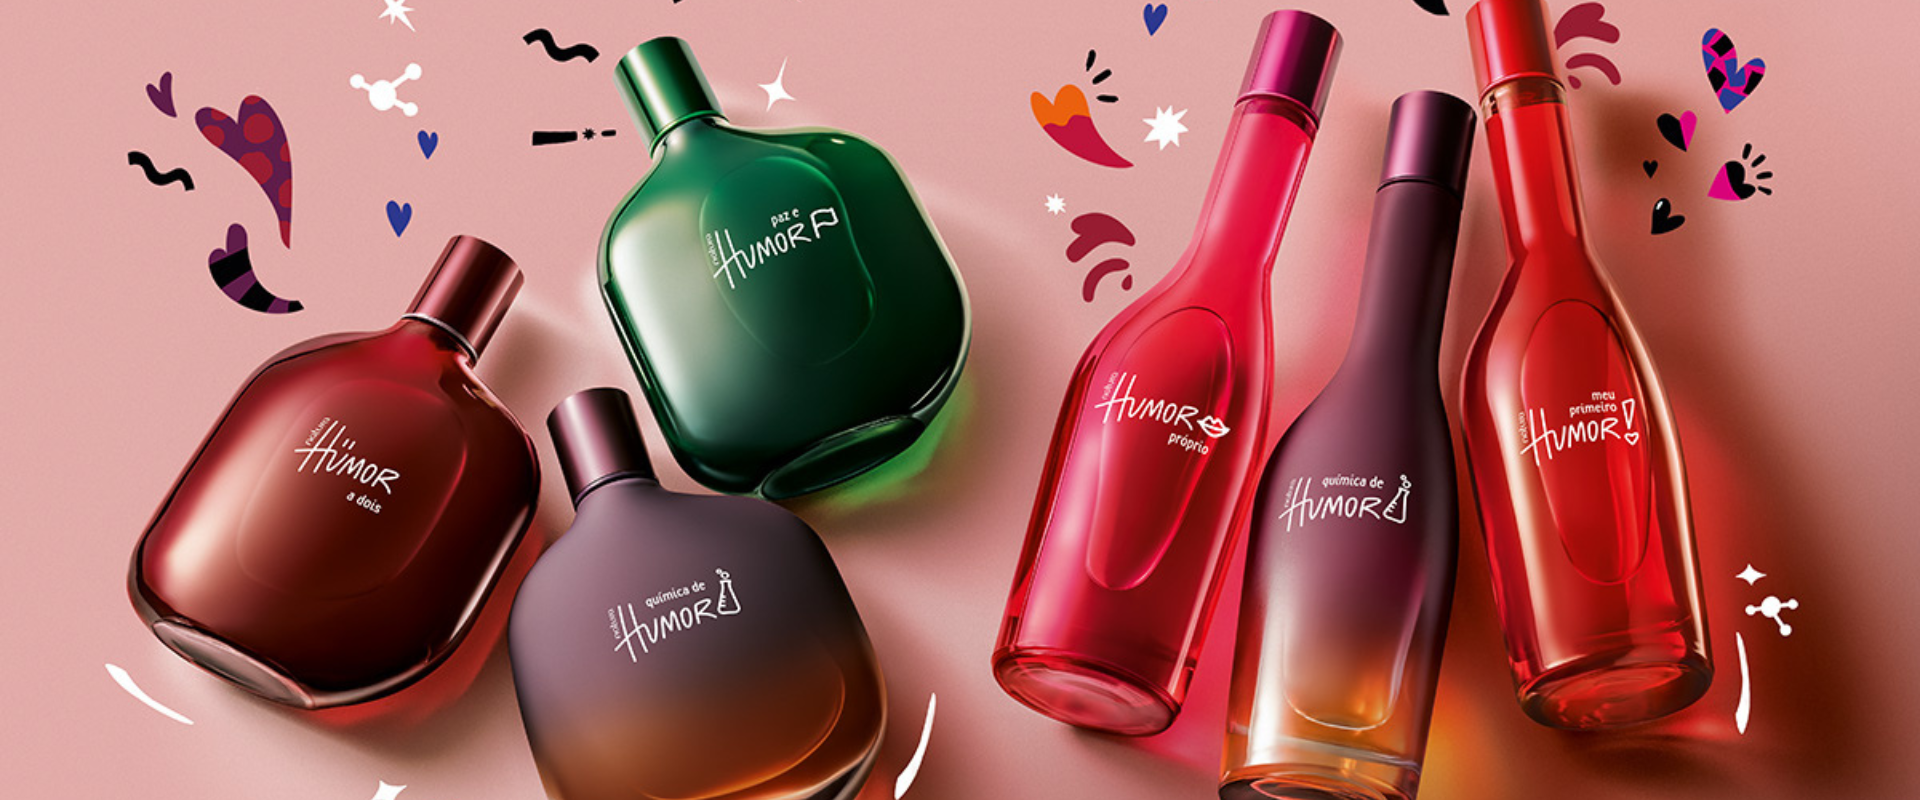 natura
HÜMOR
a dois
paz e
natura HUMOR
química de
natura HUMOR
natura
HUMOR
próprio
química de
natura HUMOR
meu
primeiro
natura HUMOR!